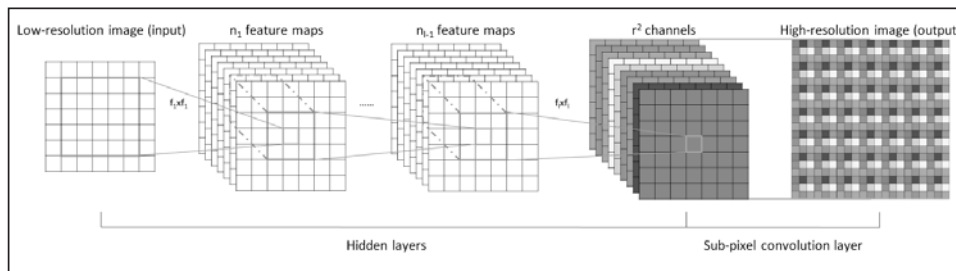 Low-resolution image (input)
n₁ feature maps
nₗ₋₁ feature maps
r² channels
High-resolution image (output
f₁xf₁
......
fₗxfₗ
Hidden layers
Sub-pixel convolution layer